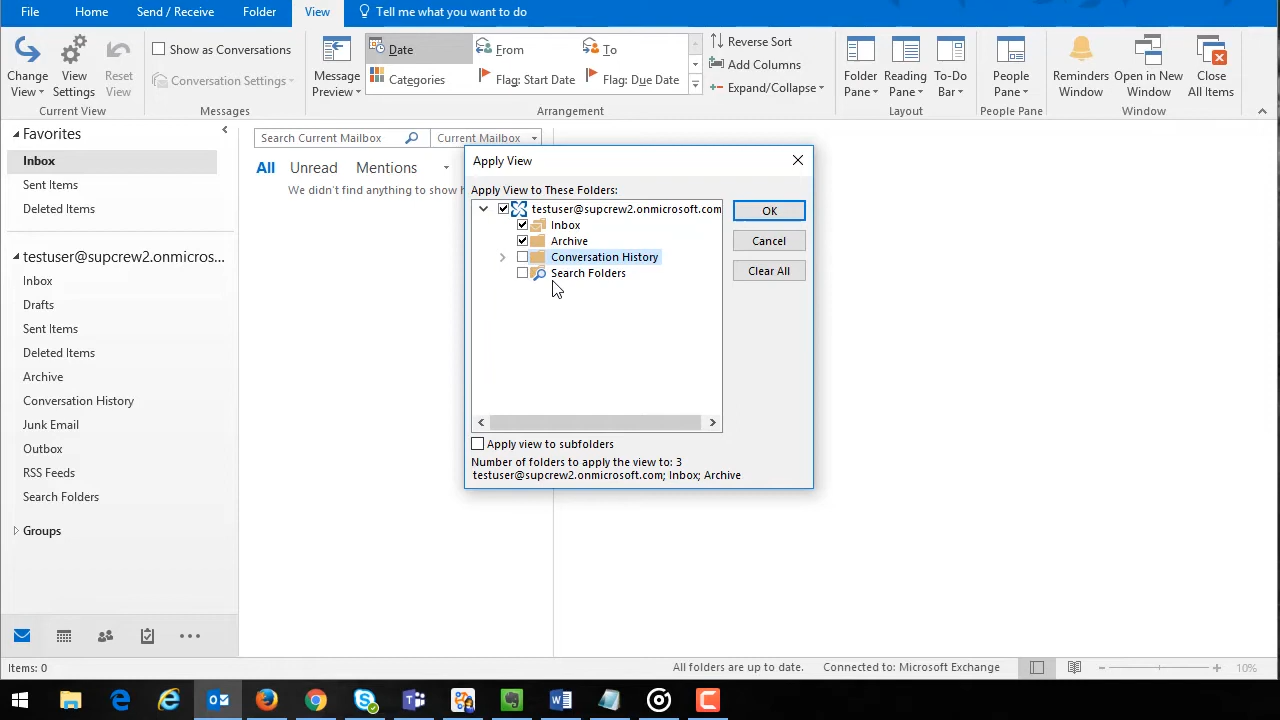 File Home Send / Receive Folder View Tell me what you want to do
Change View
View Settings
Reset View
Current View
Show as Conversations
Conversation Settings
Messages
Message Preview
Date From To
Categories Flag: Start Date Flag: Due Date
Arrangement
Reverse Sort
Add Columns
Expand/Collapse
Folder Pane
Reading Pane
To-Do Bar
Layout
People Pane
People Pane
Reminders Window
Open in New Window
Close All Items
Window
Favorites
Inbox
Sent Items
Deleted Items
testuser@supcrew2.onmicros...
Inbox
Drafts
Sent Items
Deleted Items
Archive
Conversation History
Junk Email
Outbox
RSS Feeds
Search Folders
Groups
Search Current Mailbox Current Mailbox
All Unread Mentions
We didn't find anything to show h
Apply View
Apply View to These Folders:
testuser@supcrew2.onmicrosoft.com
Inbox
Archive
Conversation History
Search Folders
OK
Cancel
Clear All
Apply view to subfolders
Number of folders to apply the view to: 3
testuser@supcrew2.onmicrosoft.com; Inbox; Archive
Items: 0
All folders are up to date. Connected to: Microsoft Exchange 10%